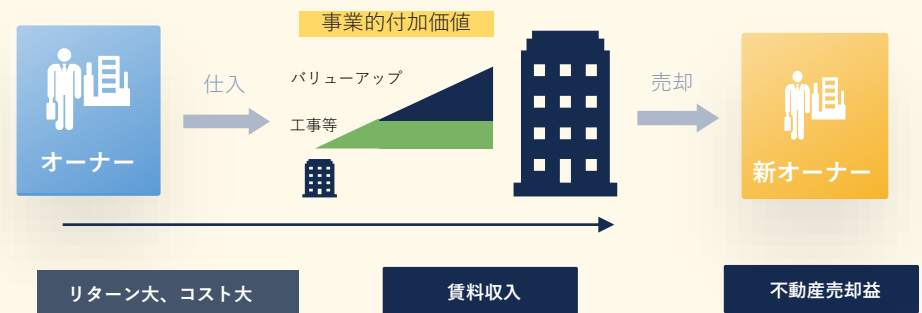 事業的付加価値
仕入
バリューアップ
売却
工事等
オーナー
新オーナー
リターン大、コスト大
賃料収入
不動産売却益